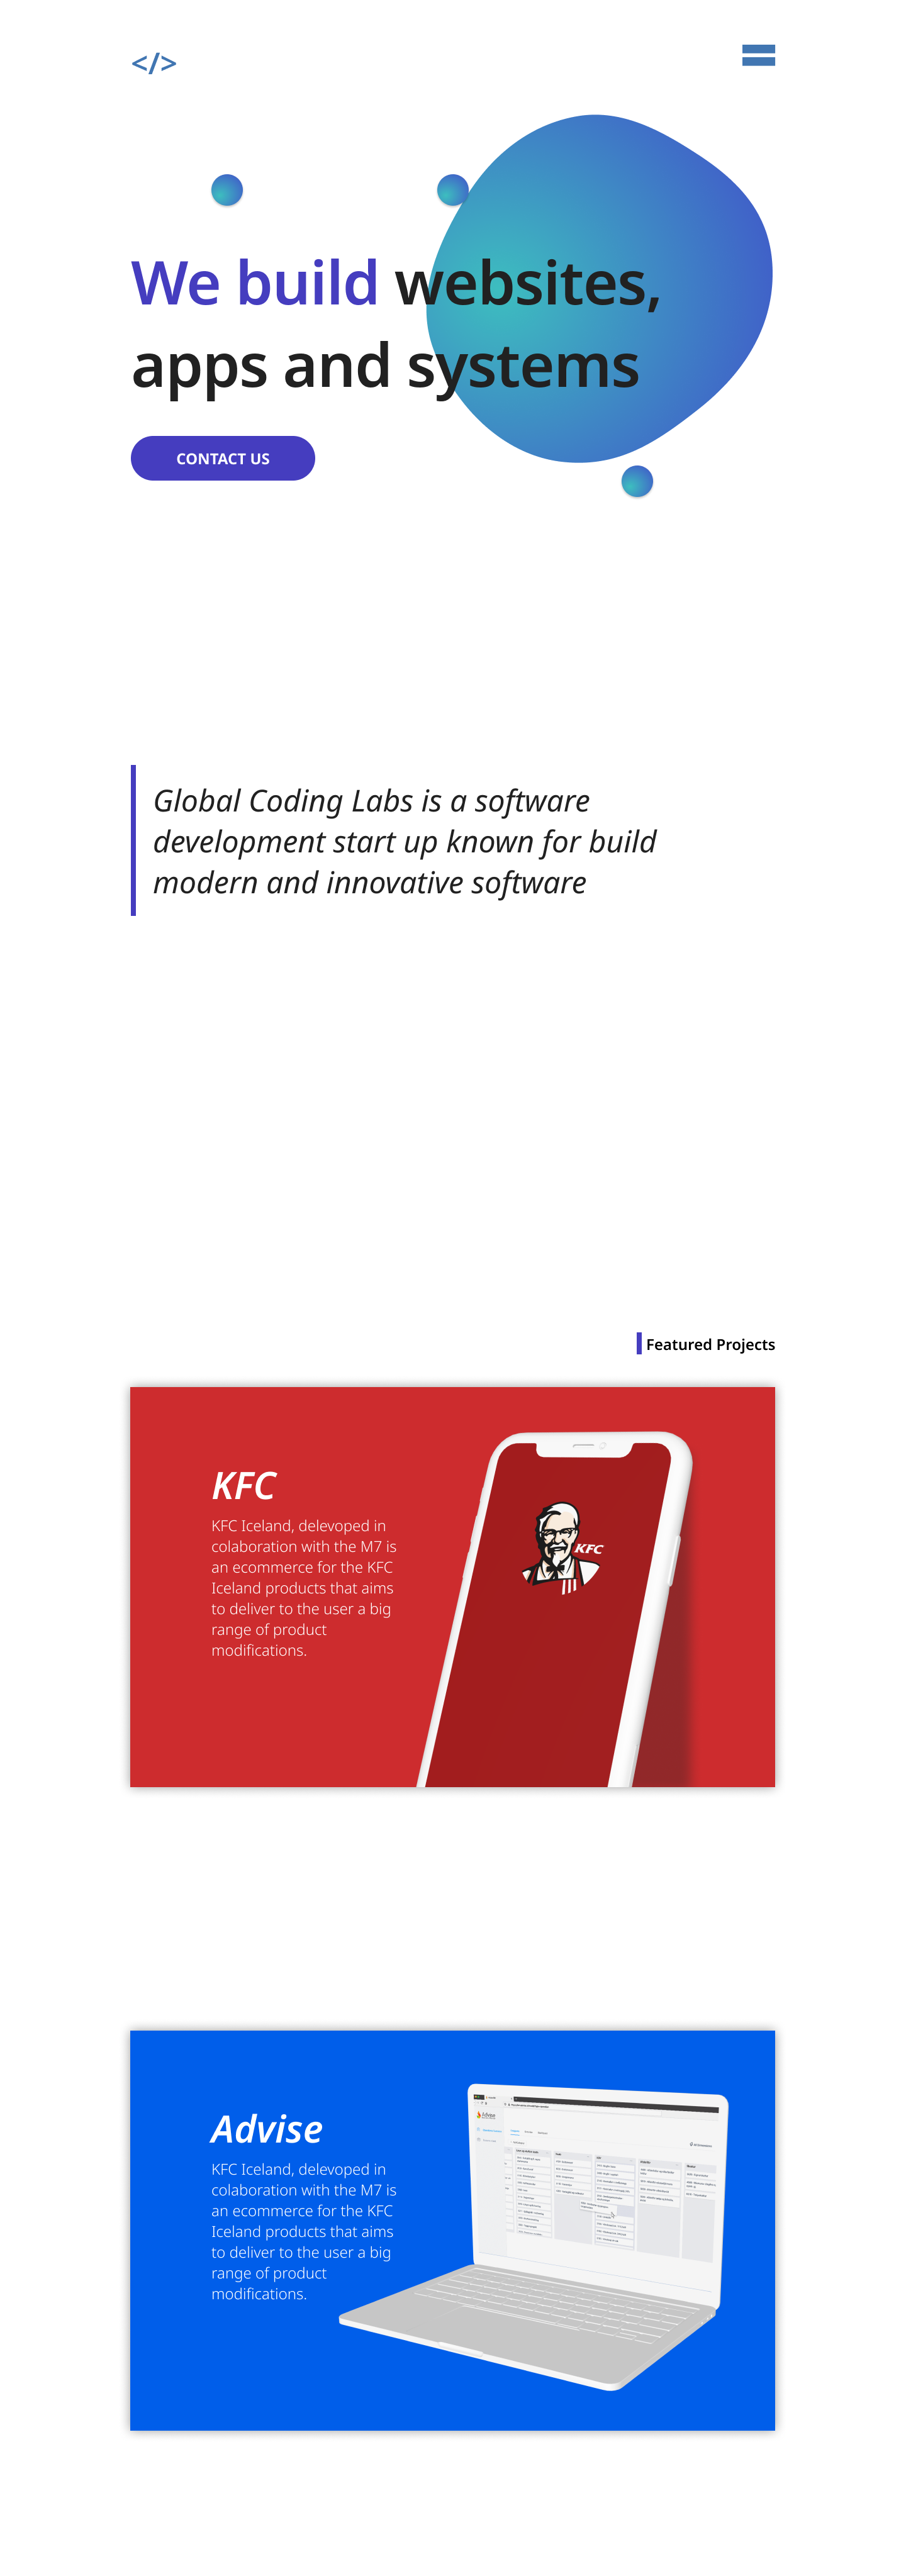 </>
We build websites,
apps and systems
CONTACT US
Global Coding Labs is a software
development start up known for build
modern and innovative software
Featured Projects
KFC
KFC Iceland, delevoped in
colaboration with the M7 is
an ecommerce for the KFC
Iceland products that aims
to deliver to the user a big
range of product
modifications.
KFC
Advise
KFC Iceland, delevoped in
colaboration with the M7 is
an ecommerce for the KFC
Iceland products that aims
to deliver to the user a big
range of product
modifications.
Advise